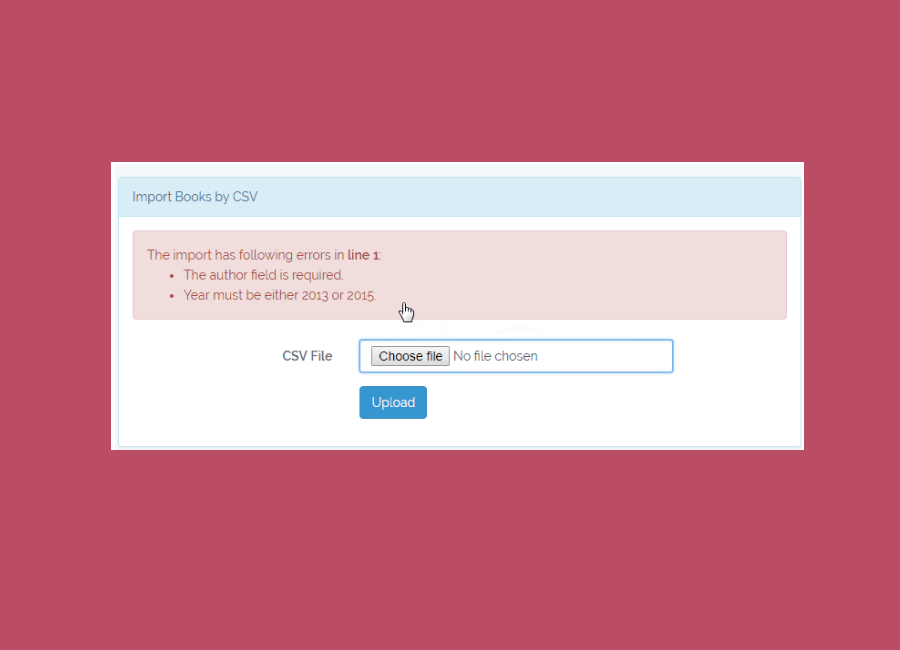 Import Books by CSV
The import has following errors in line 1:
• The author field is required.
• Year must be either 2013 or 2015.
CSV File Choose file No file chosen
Upload